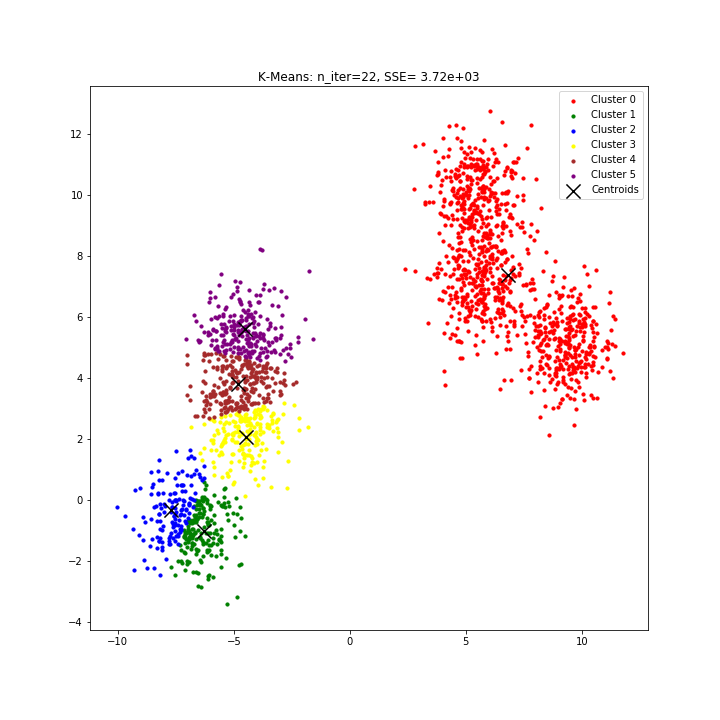 K-Means: n_iter=22, SSE= 3.72e+03
Cluster 0
Cluster 1
Cluster 2
Cluster 3
Cluster 4
Cluster 5
Centroids
12
10
8
6
4
2
0
−2
−4
−10
−5
0
5
10